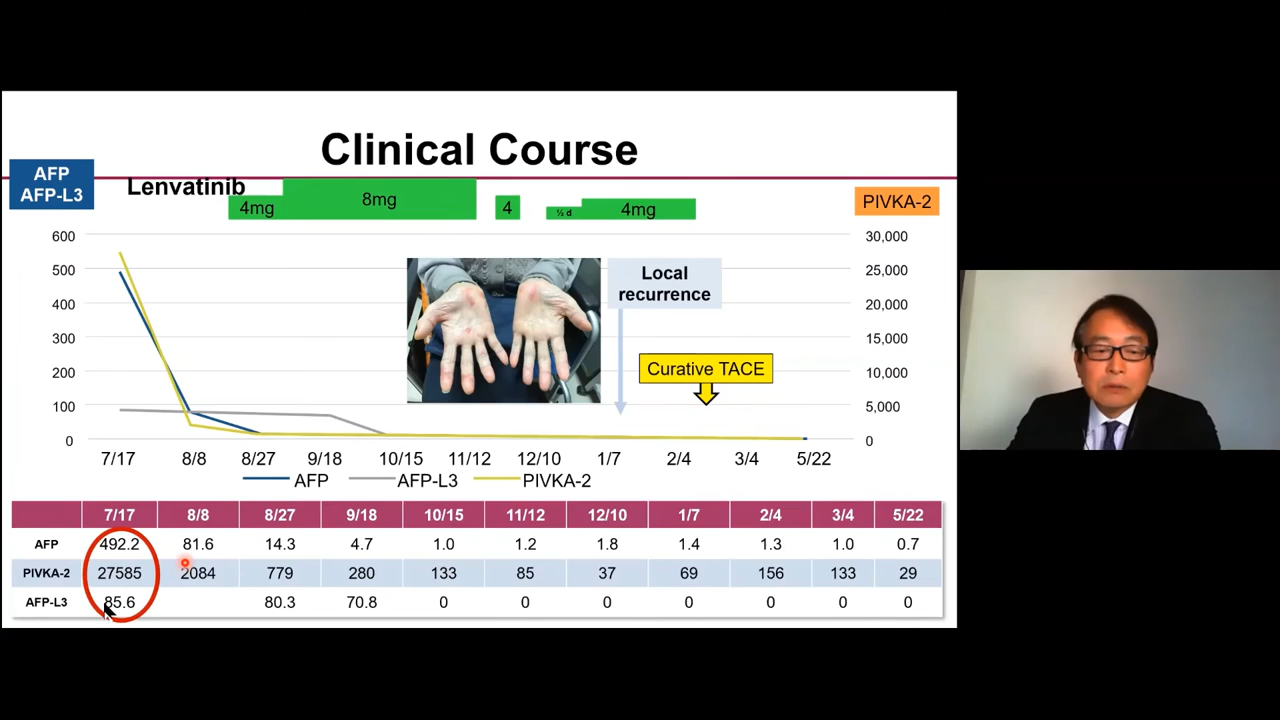 Clinical Course
AFP
AFP-L3
Lenvatinib
4mg
8mg
4
½ d
4mg
PIVKA-2
600
500
400
300
200
100
0
30,000
25,000
20,000
15,000
10,000
5,000
0
Local
recurrence
Curative TACE
7/17 8/8 8/27 9/18 10/15 11/12 12/10 1/7 2/4 3/4 5/22
AFP AFP-L3 PIVKA-2
7/17 8/8 8/27 9/18 10/15 11/12 12/10 1/7 2/4 3/4 5/22
AFP 492.2 81.6 14.3 4.7 1.0 1.2 1.8 1.4 1.3 1.0 0.7
PIVKA-2 27585 2084 779 280 133 85 37 69 156 133 29
AFP-L3 85.6 80.3 70.8 0 0 0 0 0 0 0